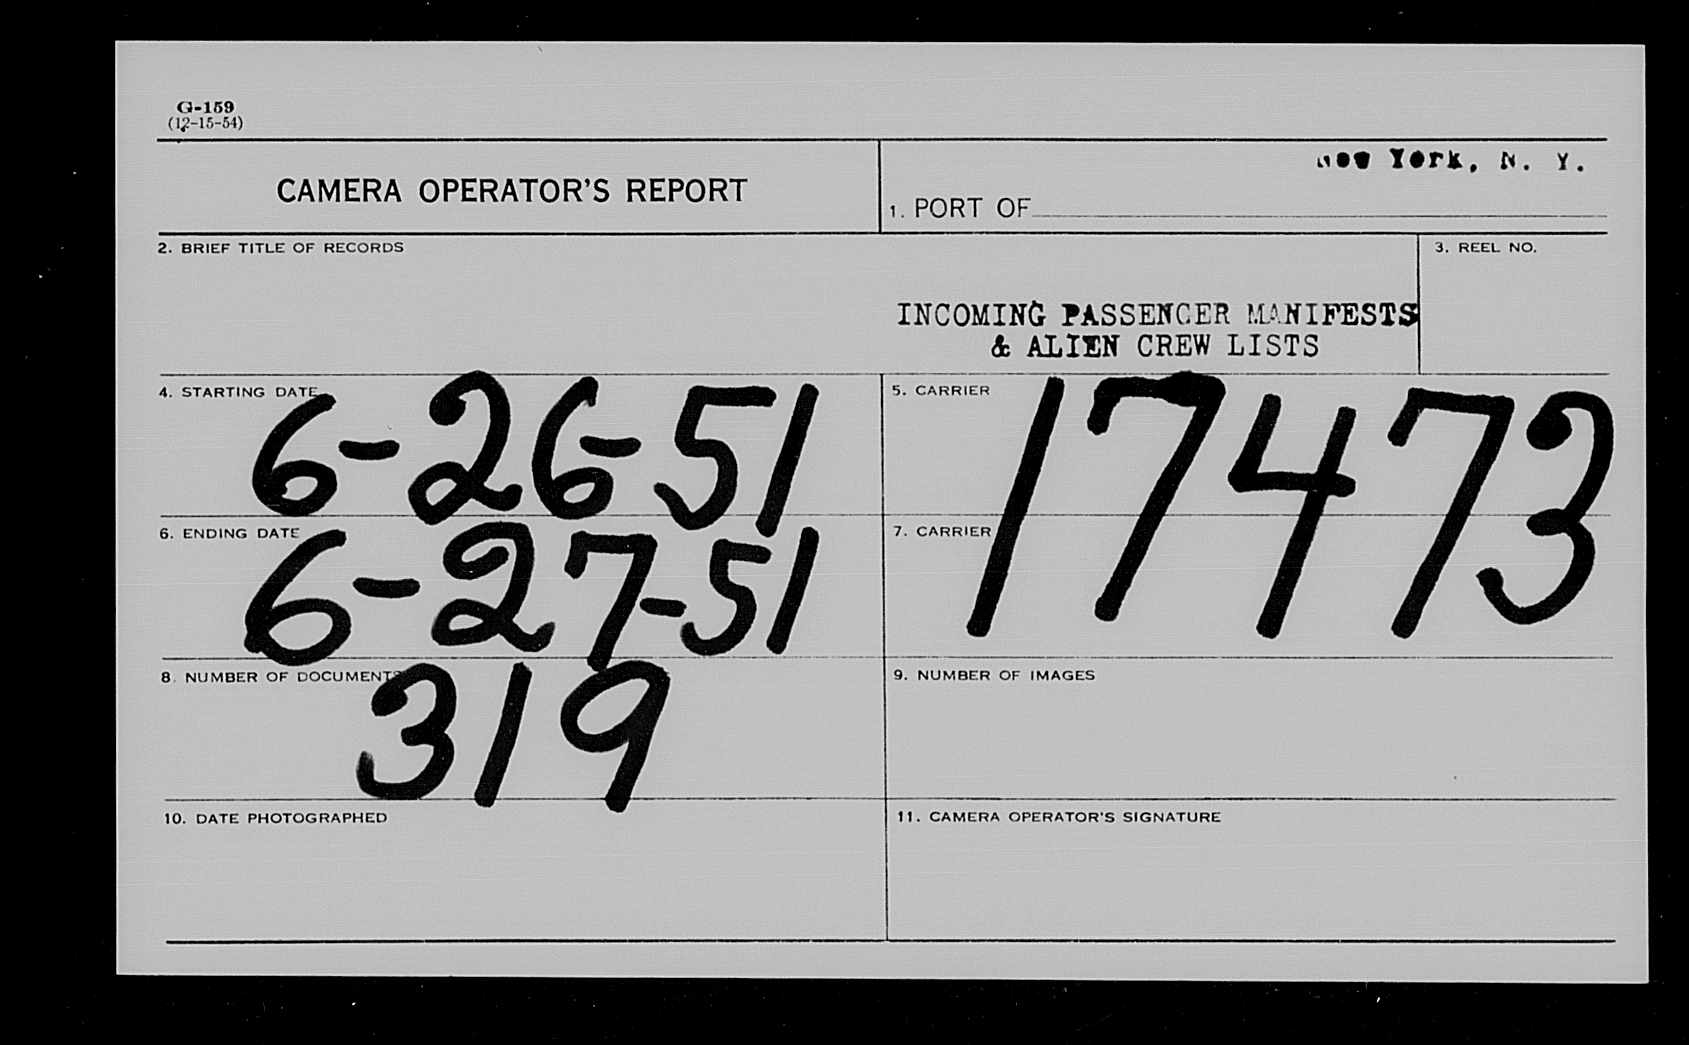 G-159
(12-15-54)
CAMERA OPERATOR'S REPORT
New York, N. Y.
1. PORT OF
2. BRIEF TITLE OF RECORDS
3. REEL NO.
INCOMING PASSENGER MANIFESTS
& ALIEN CREW LISTS
4. STARTING DATE
6-26-51
5. CARRIER
17473
6. ENDING DATE
6-27-51
7. CARRIER
8. NUMBER OF DOCUMENTS
319
9. NUMBER OF IMAGES
10. DATE PHOTOGRAPHED
11. CAMERA OPERATOR'S SIGNATURE